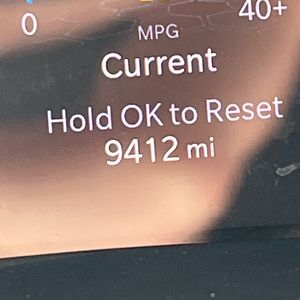 0 40+
MPG
Current
Hold OK to Reset
9412 mi